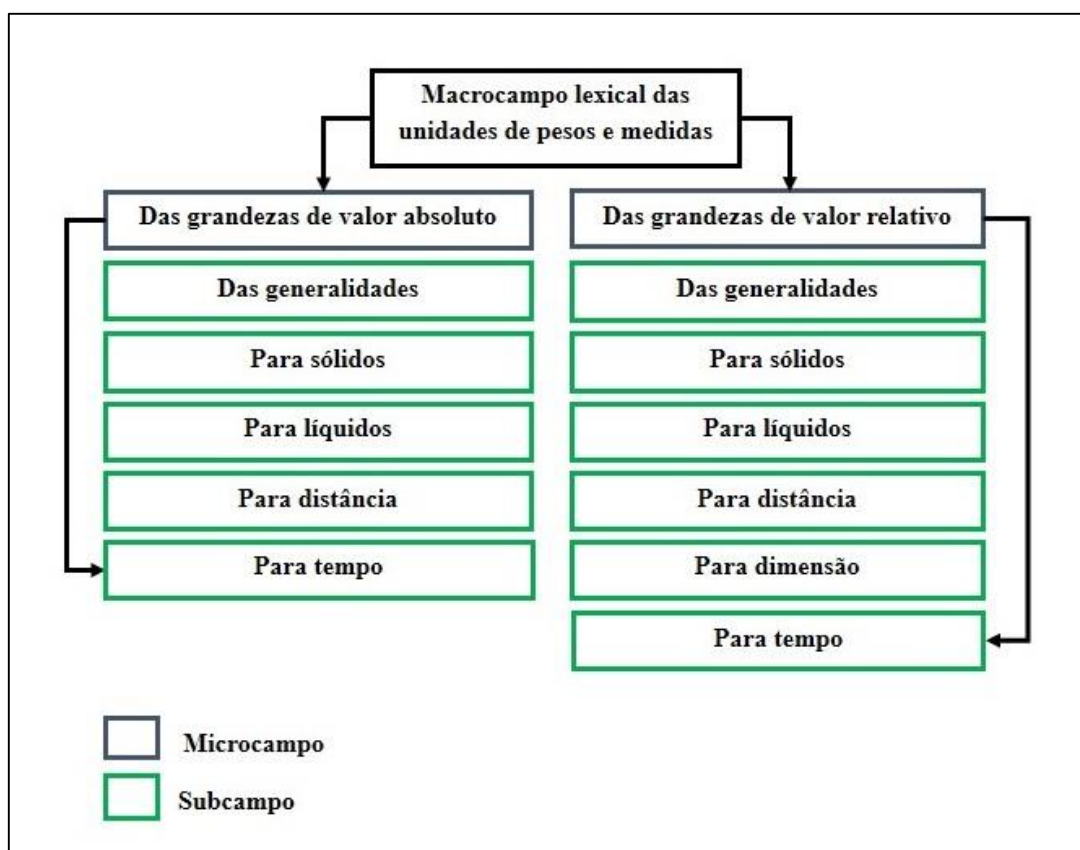 Macrocampo lexical das
unidades de pesos e medidas
Das grandezas de valor absoluto
Das generalidades
Para sólidos
Para líquidos
Para distância
Para tempo
Das grandezas de valor relativo
Das generalidades
Para sólidos
Para líquidos
Para distância
Para dimensão
Para tempo
Microcampo
Subcampo